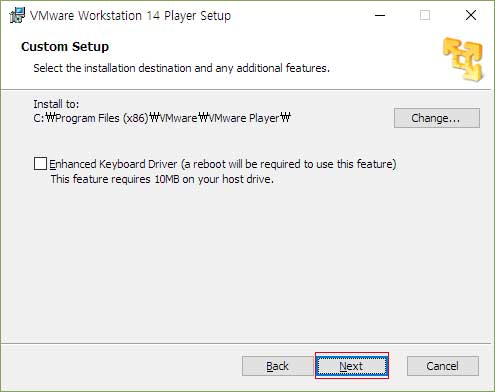 VMware Workstation 14 Player Setup
Custom Setup
Select the installation destination and any additional features.
Install to:
C:₩Program Files (x86)₩VMware₩VMware Player₩
Change...
Enhanced Keyboard Driver (a reboot will be required to use this feature)
This feature requires 10MB on your host drive.
Back
Next
Cancel